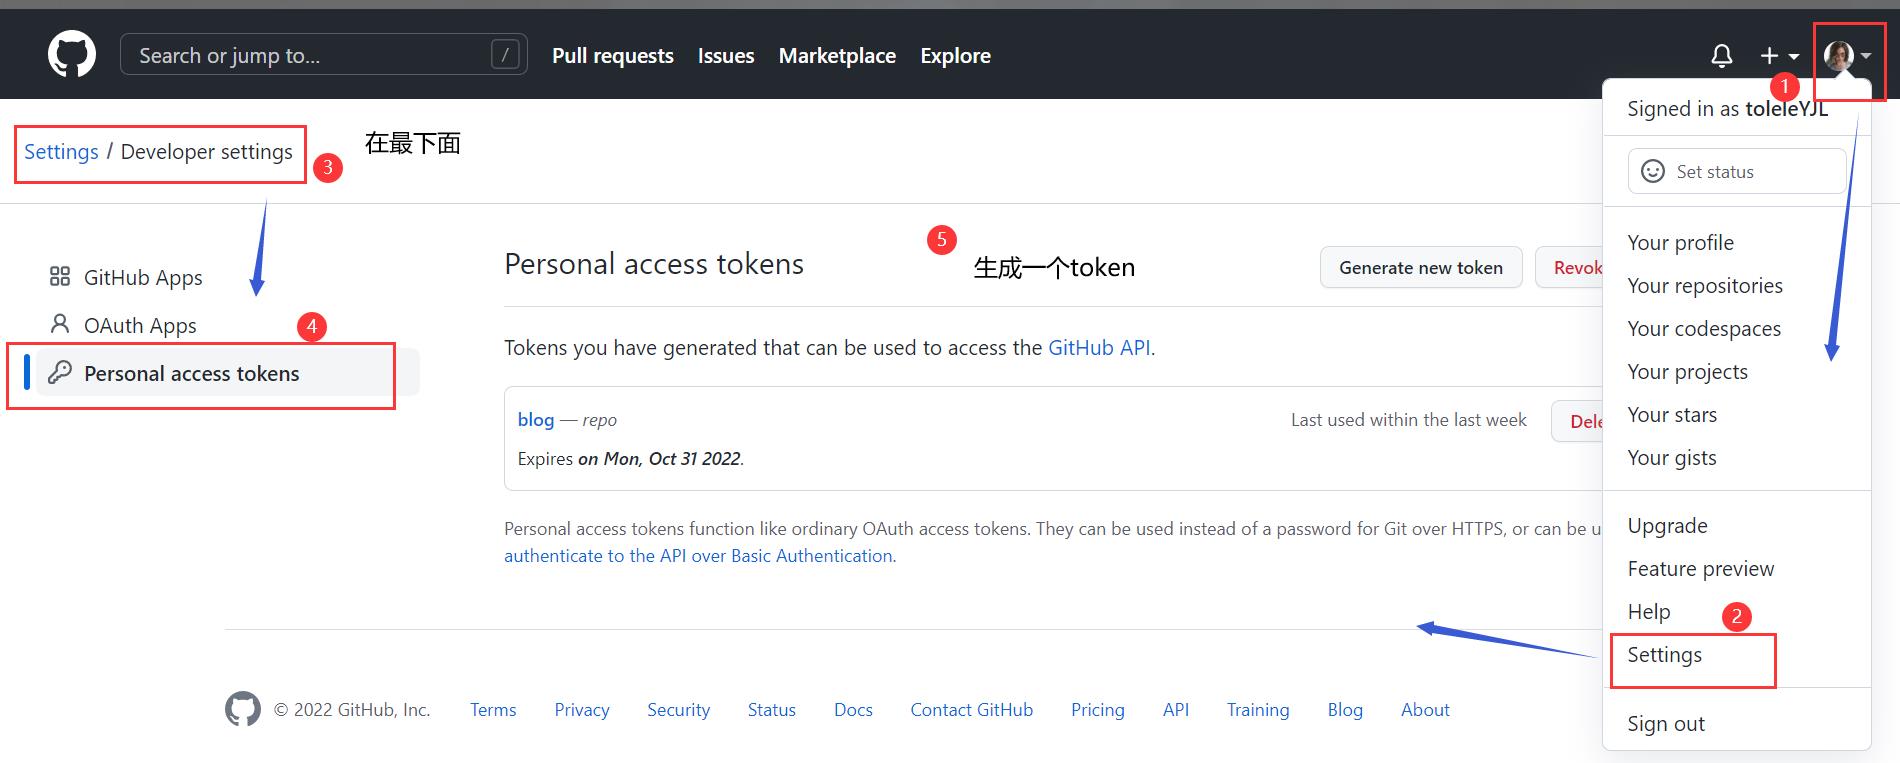 Search or jump to... /
Pull requests
Issues
Marketplace
Explore
1
Signed in as toleleYJL
Set status
Your profile
Your repositories
Your codespaces
Your projects
Your stars
Your gists
Upgrade
Feature preview
Help
2
Settings
Sign out
Settings / Developer settings
3
在最下面
GitHub Apps
OAuth Apps
4
Personal access tokens
Personal access tokens
5
生成一个token
Generate new token
Revok
Tokens you have generated that can be used to access the GitHub API.
blog — repo
Last used within the last week
Dele
Expires on Mon, Oct 31 2022.
Personal access tokens function like ordinary OAuth access tokens. They can be used instead of a password for Git over HTTPS, or can be u
authenticate to the API over Basic Authentication.
© 2022 GitHub, Inc.
Terms
Privacy
Security
Status
Docs
Contact GitHub
Pricing
API
Training
Blog
About